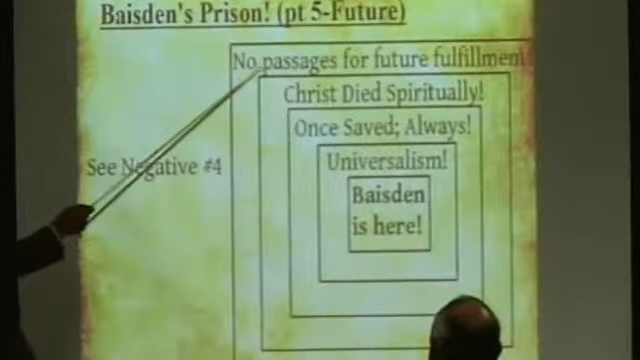 Baisden's Prison! (pt 5-Future)
No passages for future fulfillment!
Christ Died Spiritually!
Once Saved; Always!
See Negative #4
Universalism!
Baisden
is here!